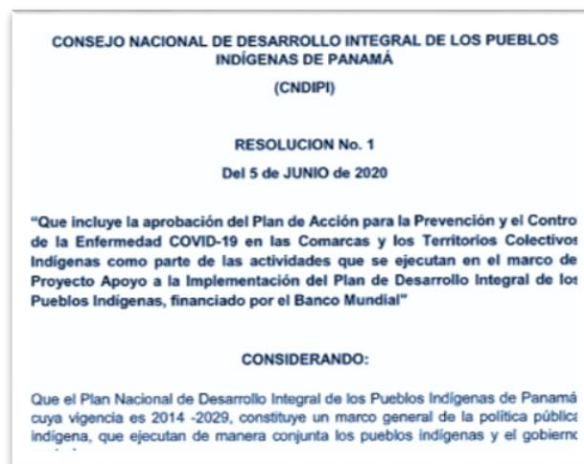 CONSEJO NACIONAL DE DESARROLLO INTEGRAL DE LOS PUEBLOS
INDÍGENAS DE PANAMÁ
(CNDIPI)
RESOLUCION No. 1
Del 5 de JUNIO de 2020
“Que incluye la aprobación del Plan de Acción para la Prevención y el Contro
de la Enfermedad COVID-19 en las Comarcas y los Territorios Colectivos
Indígenas como parte de las actividades que se ejecutan en el marco de
Proyecto Apoyo a la Implementación del Plan de Desarrollo Integral de los
Pueblos Indígenas, financiado por el Banco Mundial”
CONSIDERANDO:
Que el Plan Nacional de Desarrollo Integral de los Pueblos Indígenas de Panamá
cuya vigencia es 2014 -2029, constituye un marco general de la política pública
indígena, que ejecutan de manera conjunta los pueblos indígenas y el gobierno